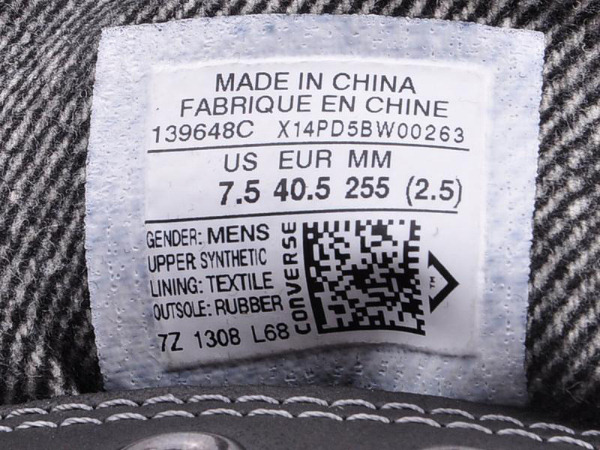 MADE IN CHINA
FABRIQUE EN CHINE
139648C X14PD5BW00263
US EUR MM
7.5 40.5 255 (2.5)
GENDER: MENS
UPPER: SYNTHETIC
LINING: TEXTILE
OUTSOLE: RUBBER
7Z 1308 L68
CONVERSE